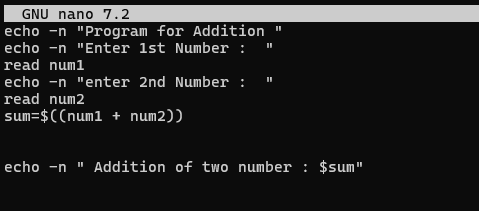 GNU nano 7.2
echo -n "Program for Addition "
echo -n "Enter 1st Number :  "
read num1
echo -n "enter 2nd Number :  "
read num2
sum=$((num1 + num2))
echo -n " Addition of two number : $sum"